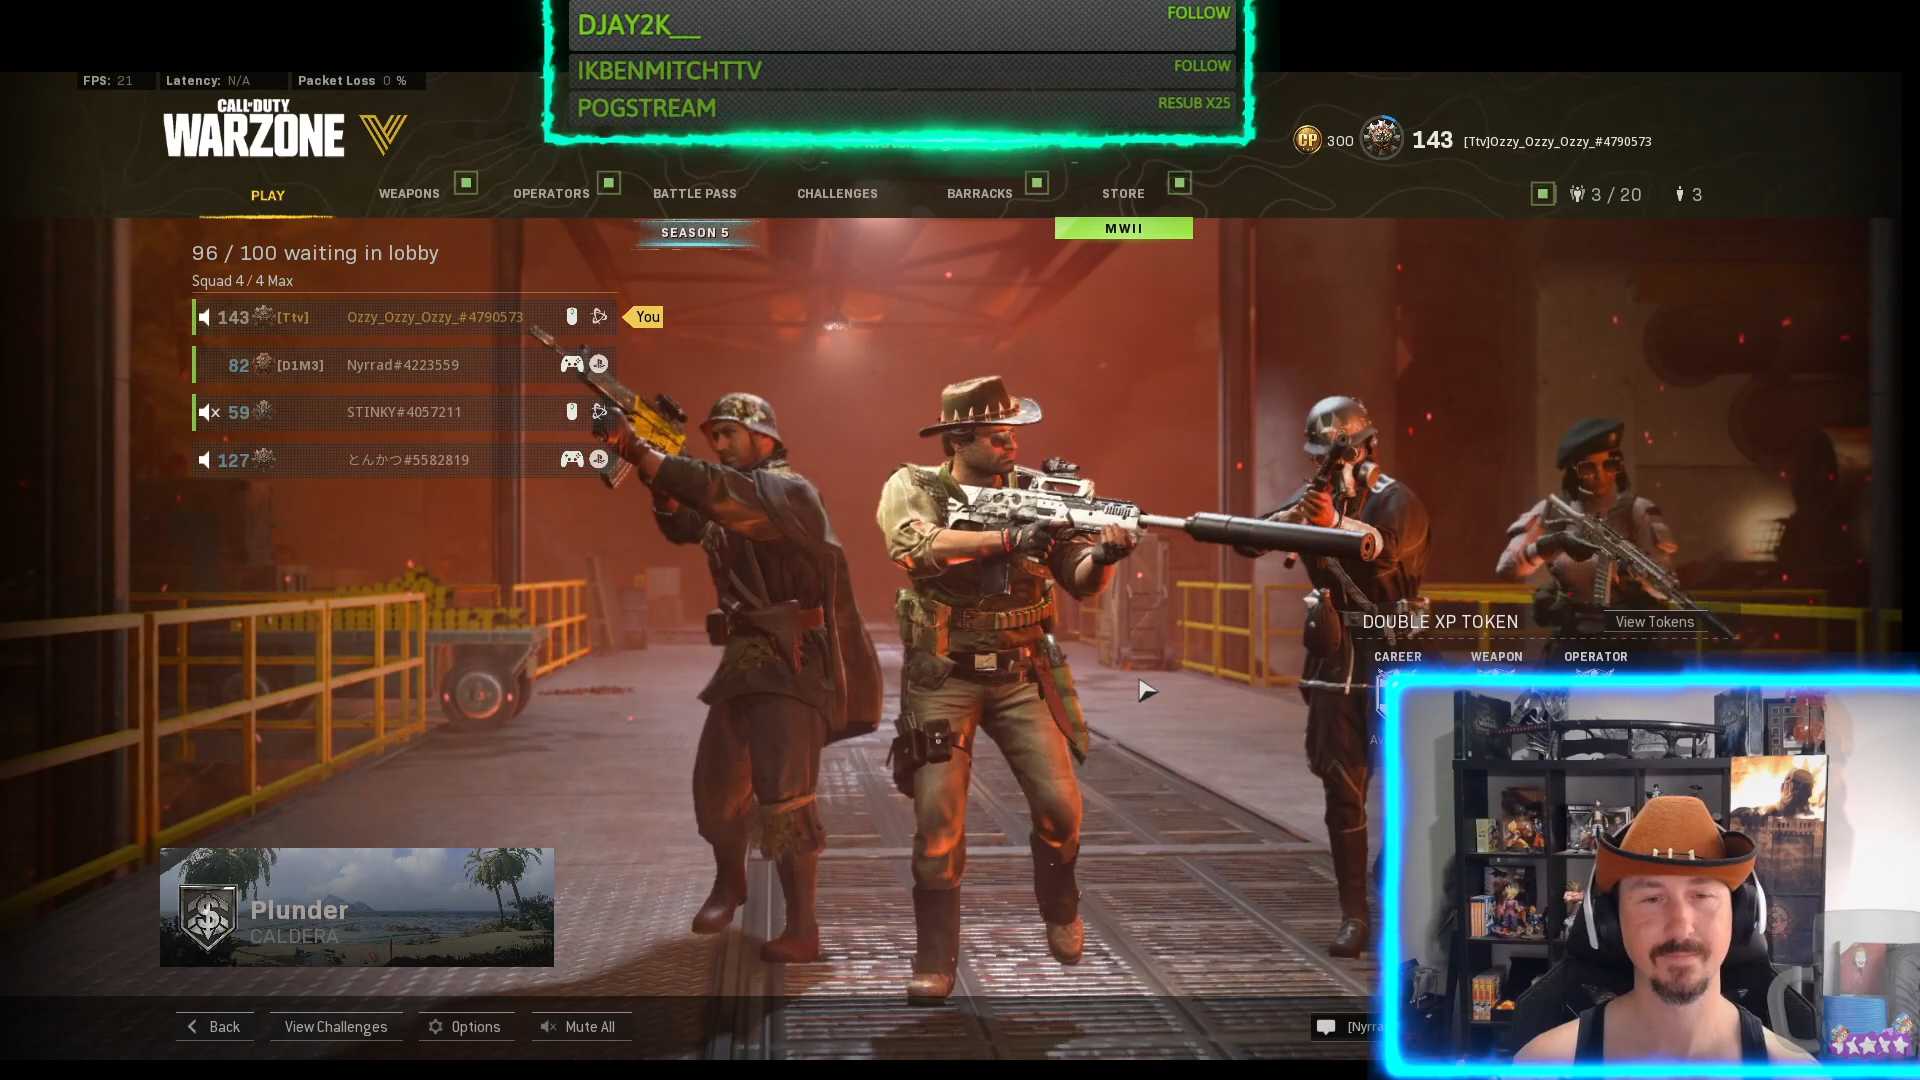 DJAY2K__ FOLLOW
IKBENMITCHTTV FOLLOW
POGSTREAM RESUB X25
FPS: 21 Latency: N/A Packet Loss 0 %
CALL OF DUTY
WARZONE
CP 300 143 [Ttv]Ozzy_Ozzy_Ozzy_#4790573
PLAY WEAPONS OPERATORS BATTLE PASS CHALLENGES BARRACKS STORE 3 / 20 3
SEASON 5 MWII
96 / 100 waiting in lobby
Squad 4 / 4 Max
143 [Ttv] Ozzy_Ozzy_Ozzy_#4790573 You
82 [D1M3] Nyrrad#4223559
59 STINKY#4057211
127 とんかつ#5582819
DOUBLE XP TOKEN View Tokens
CAREER WEAPON OPERATOR
Plunder
CALDERA
Back View Challenges Options Mute All